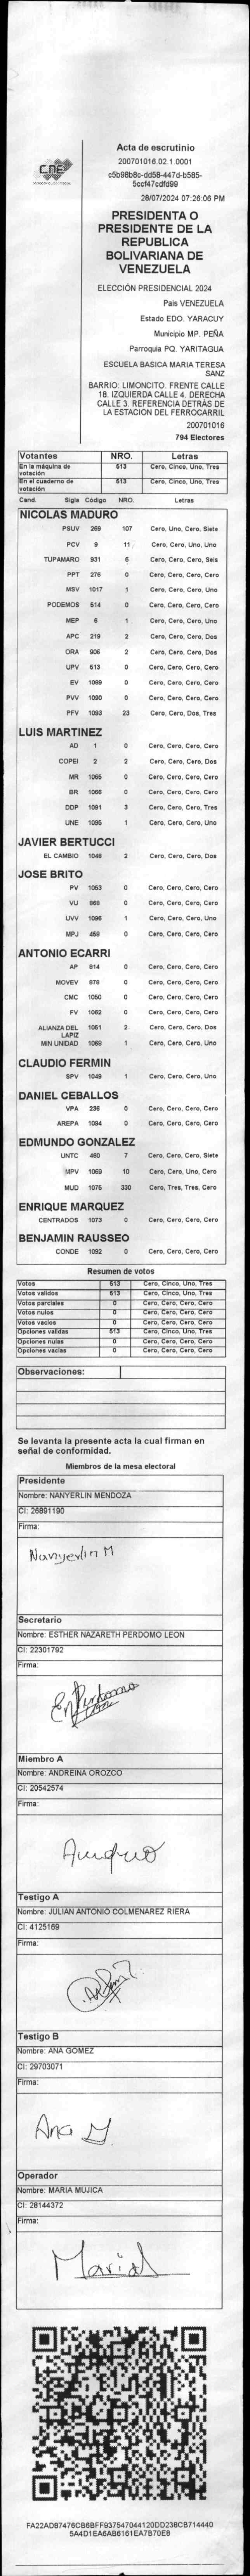 CNE
Acta de escrutinio
200701016.02.1.0001
c5b98b8c-dd58-447d-b585-
5ccf47cdfd99
28/07/2024 07:26:06 PM
PRESIDENTA O
PRESIDENTE DE LA
REPUBLICA
BOLIVARIANA DE
VENEZUELA
ELECCIÓN PRESIDENCIAL 2024
Pais VENEZUELA
Estado EDO. YARACUY
Municipio MP. PEÑA
Parroquia PQ. YARITAGUA
ESCUELA BASICA MARIA TERESA
SANZ
BARRIO: LIMONCITO. FRENTE CALLE
18. IZQUIERDA CALLE 4. DERECHA
CALLE 3. REFERENCIA DETRÁS DE
LA ESTACION DEL FERROCARRIL
200701016
794 Electores
Votantes NRO. Letras
En la máquina de votación 513 Cero, Cinco, Uno, Tres
En el cuaderno de votación 513 Cero, Cinco, Uno, Tres
Cand. Sigla Código NRO. Letras
NICOLAS MADURO
PSUV 269 107 Cero, Uno, Cero, Siete
PCV 9 11 Cero, Cero, Uno, Uno
TUPAMARO 931 6 Cero, Cero, Cero, Seis
PPT 276 0 Cero, Cero, Cero, Cero
MSV 1017 1 Cero, Cero, Cero, Uno
PODEMOS 514 0 Cero, Cero, Cero, Cero
MEP 6 1 Cero, Cero, Cero, Uno
APC 219 2 Cero, Cero, Cero, Dos
ORA 906 2 Cero, Cero, Cero, Dos
UPV 513 0 Cero, Cero, Cero, Cero
EV 1089 0 Cero, Cero, Cero, Cero
PVV 1090 0 Cero, Cero, Cero, Cero
PFV 1093 23 Cero, Cero, Dos, Tres
LUIS MARTINEZ
AD 1 0 Cero, Cero, Cero, Cero
COPEI 2 2 Cero, Cero, Cero, Dos
MR 1065 0 Cero, Cero, Cero, Cero
BR 1066 0 Cero, Cero, Cero, Cero
DDP 1091 3 Cero, Cero, Cero, Tres
UNE 1095 1 Cero, Cero, Cero, Uno
JAVIER BERTUCCI
EL CAMBIO 1048 2 Cero, Cero, Cero, Dos
JOSE BRITO
PV 1053 0 Cero, Cero, Cero, Cero
VU 868 0 Cero, Cero, Cero, Cero
UVV 1096 1 Cero, Cero, Cero, Uno
MPJ 458 0 Cero, Cero, Cero, Cero
ANTONIO ECARRI
AP 814 0 Cero, Cero, Cero, Cero
MOVEV 878 0 Cero, Cero, Cero, Cero
CMC 1050 0 Cero, Cero, Cero, Cero
FV 1062 0 Cero, Cero, Cero, Cero
ALIANZA DEL LAPIZ 1051 2 Cero, Cero, Cero, Dos
MIN UNIDAD 1068 1 Cero, Cero, Cero, Uno
CLAUDIO FERMIN
SPV 1049 1 Cero, Cero, Cero, Uno
DANIEL CEBALLOS
VPA 236 0 Cero, Cero, Cero, Cero
AREPA 1094 0 Cero, Cero, Cero, Cero
EDMUNDO GONZALEZ
UNTC 460 7 Cero, Cero, Cero, Siete
MPV 1069 10 Cero, Cero, Uno, Cero
MUD 1075 330 Cero, Tres, Tres, Cero
ENRIQUE MARQUEZ
CENTRADOS 1073 0 Cero, Cero, Cero, Cero
BENJAMIN RAUSSEO
CONDE 1092 0 Cero, Cero, Cero, Cero
Resumen de votos
Votos 513 Cero, Cinco, Uno, Tres
Votos validos 513 Cero, Cinco, Uno, Tres
Votos parciales 0 Cero, Cero, Cero, Cero
Votos nulos 0 Cero, Cero, Cero, Cero
Votos vacios 0 Cero, Cero, Cero, Cero
Opciones validas 513 Cero, Cinco, Uno, Tres
Opciones nulas 0 Cero, Cero, Cero, Cero
Opciones vacias 0 Cero, Cero, Cero, Cero
Observaciones:
Se levanta la presente acta la cual firman en
señal de conformidad.
Miembros de la mesa electoral
Presidente
Nombre: NANYERLIN MENDOZA
CI: 26891190
Firma:
Nanyerlin M
Secretario
Nombre: ESTHER NAZARETH PERDOMO LEON
CI: 22301792
Firma:
Miembro A
Nombre: ANDREINA OROZCO
CI: 20542574
Firma:
Testigo A
Nombre: JULIAN ANTONIO COLMENAREZ RIERA
CI: 4125169
Firma:
Testigo B
Nombre: ANA GOMEZ
CI: 29703071
Firma:
Ana G
Operador
Nombre: MARIA MUJICA
CI: 28144372
Firma:
FA22AD87476CB6BFF937547044120DD238CB714440
5A4D1EA6AB6161EA7B70E8